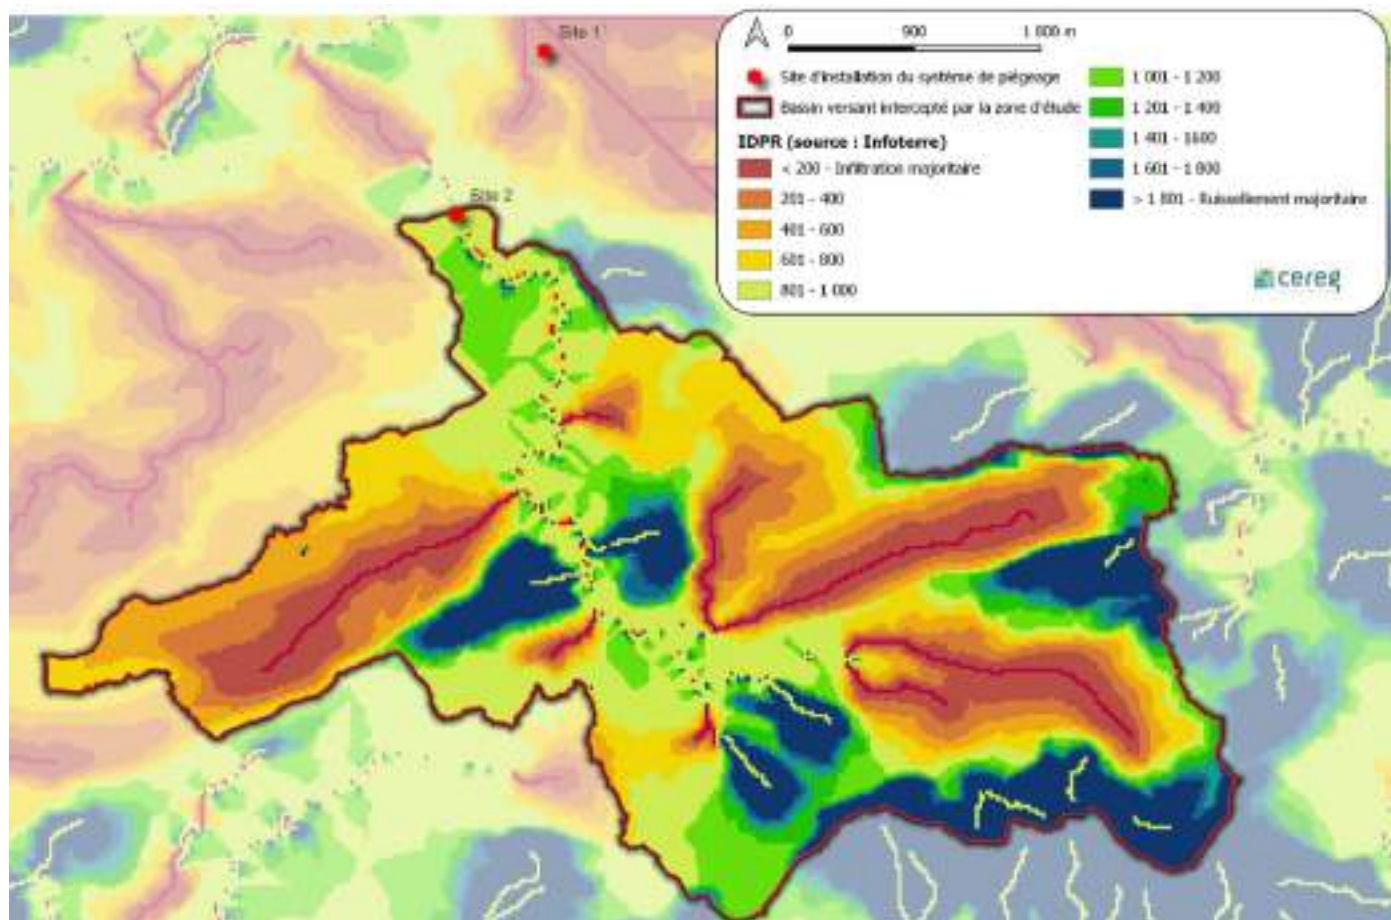 Site 1
Site 2
0 900 1 800 m
Site d'installation du système de piégeage
Bassin versant intercepté par la zone d'étude
IDPR (source : Infoterre)
< 200 - Infiltration majoritaire
201 - 400
401 - 600
601 - 800
801 - 1 000
1 001 - 1 200
1 201 - 1 400
1 401 - 1600
1 601 - 1 800
> 1 801 - Ruissellement majoritaire
cereg